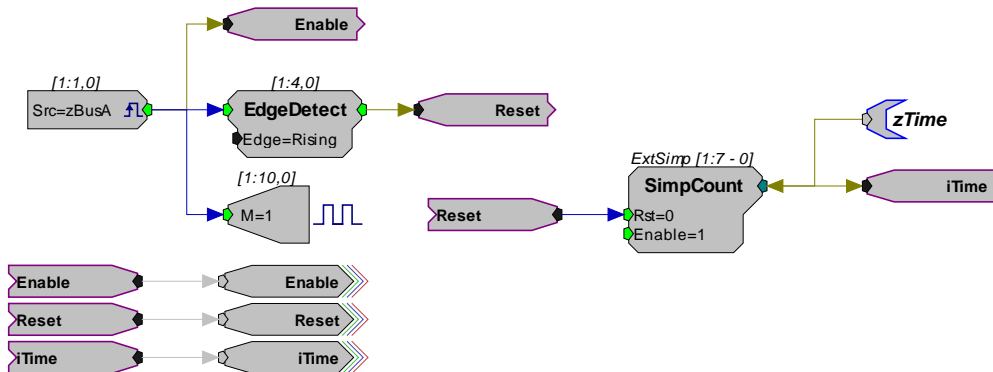 Enable
[1:1,0]
[1:4,0]
Src=zBusA
EdgeDetect
Reset
Edge=Rising
zTime
ExtSimp [1:7 - 0]
[1:10,0]
SimpCount
iTime
M=1
Reset
Rst=0
Enable=1
Enable
Enable
Reset
Reset
iTime
iTime